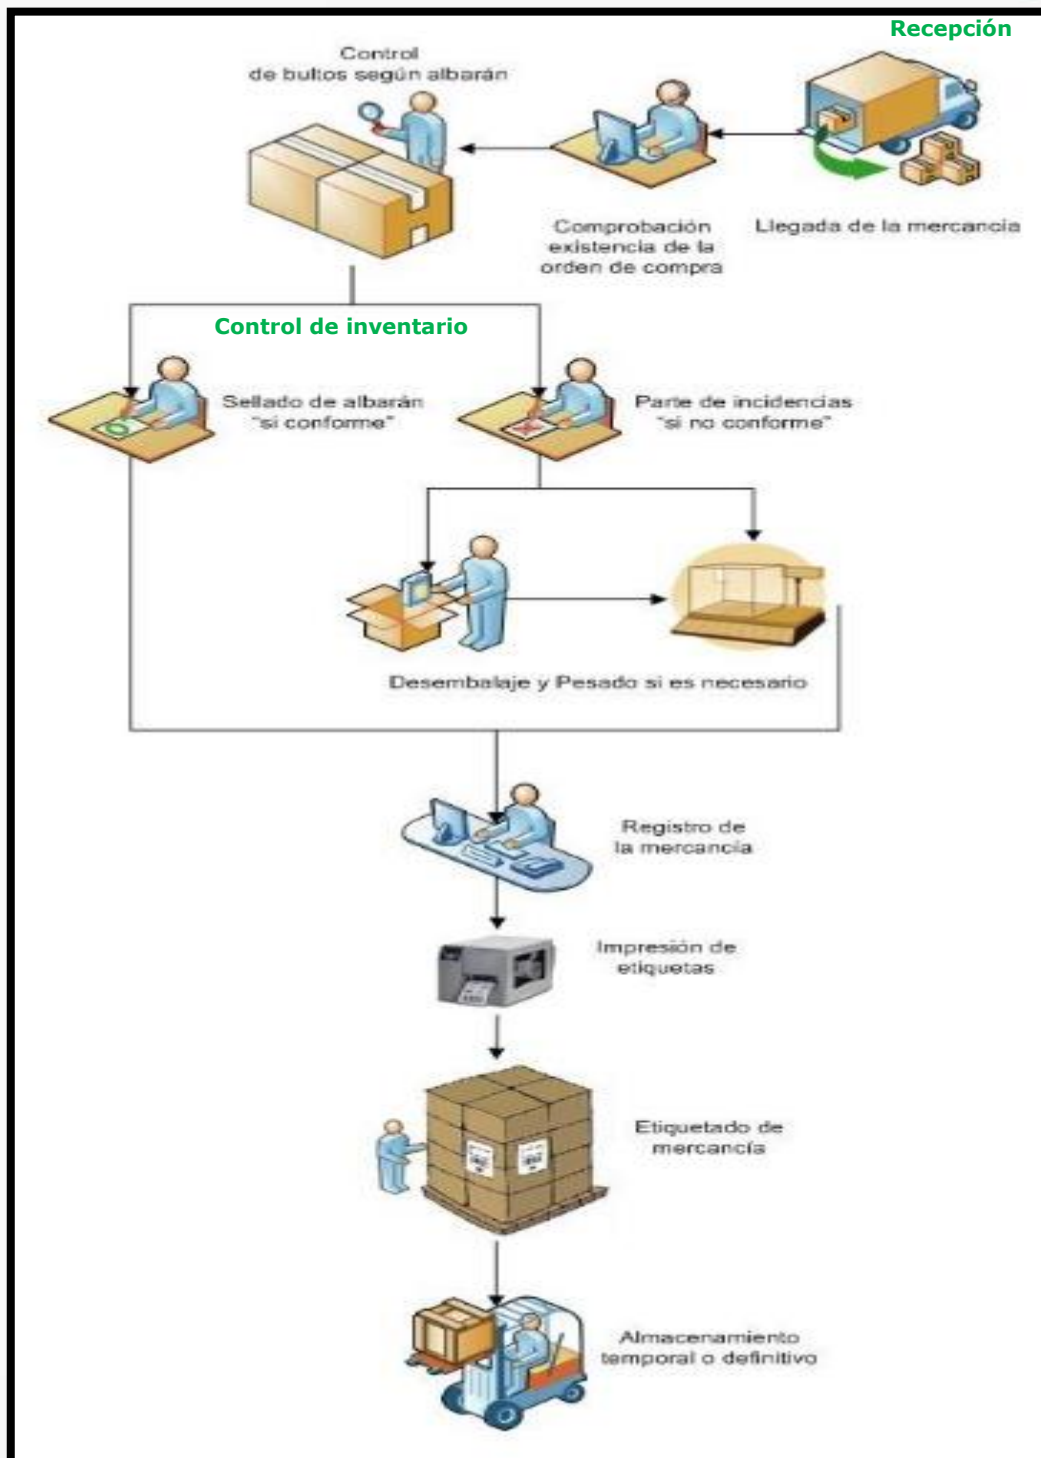 Recepción
Control
de bultos según albarán
Comprobación
existencia de la
orden de compra
Llegada de la mercancía
Control de inventario
Sellado de albarán
"si conforme"
Parte de incidencias
"si no conforme"
Desembalaje y Pesado si es necesario
Registro de
la mercancía
Impresión de
etiquetas
Etiquetado de
mercancía
Almacenamiento
temporal o definitivo